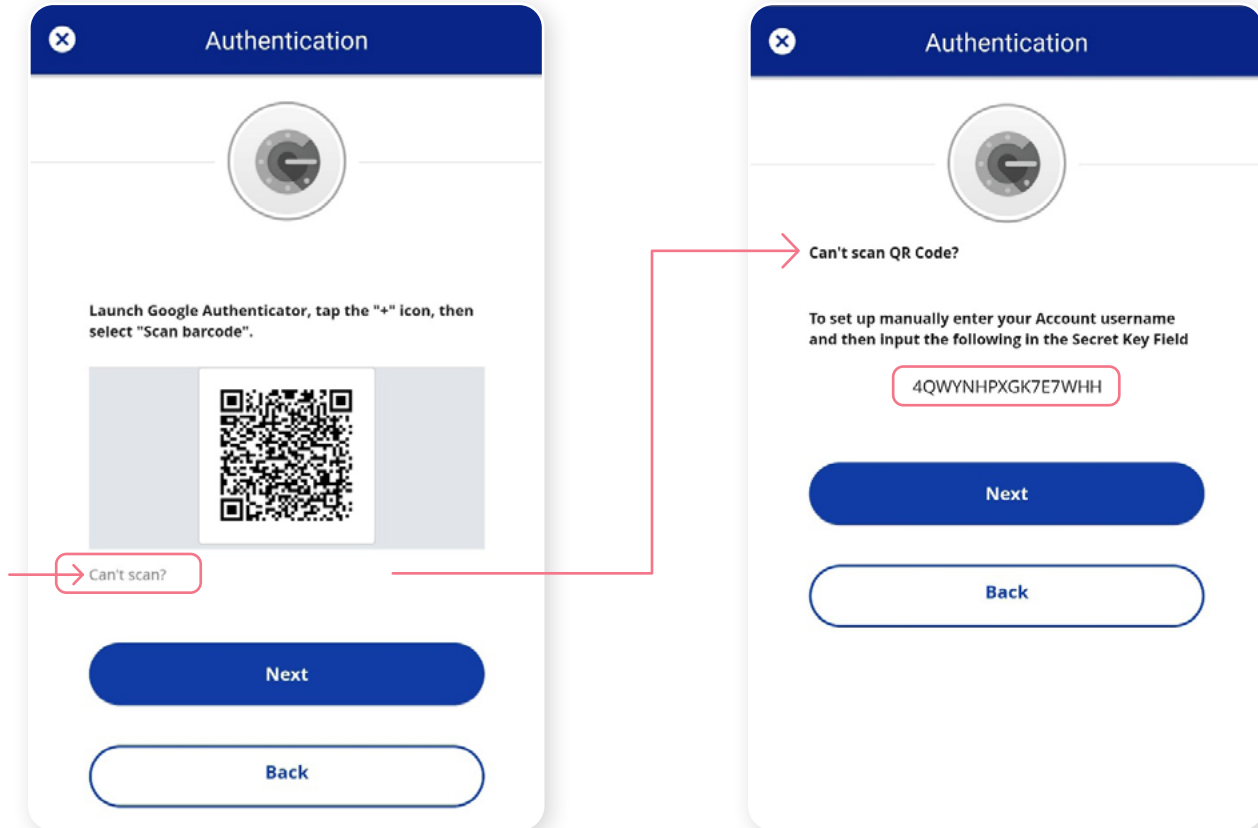 Authentication
Launch Google Authenticator, tap the "+" icon, then
select "Scan barcode".
Can't scan?
Next
Back
Authentication
Can't scan QR Code?
To set up manually enter your Account username
and then input the following in the Secret Key Field
4QWYNHPXGK7E7WHH
Next
Back